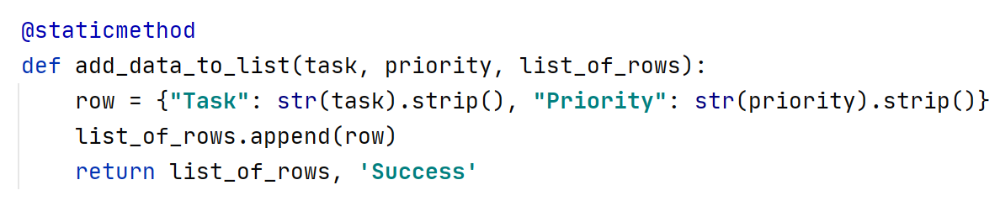 @staticmethod
def add_data_to_list(task, priority, list_of_rows):
    row = {"Task": str(task).strip(), "Priority": str(priority).strip()}
    list_of_rows.append(row)
    return list_of_rows, 'Success'